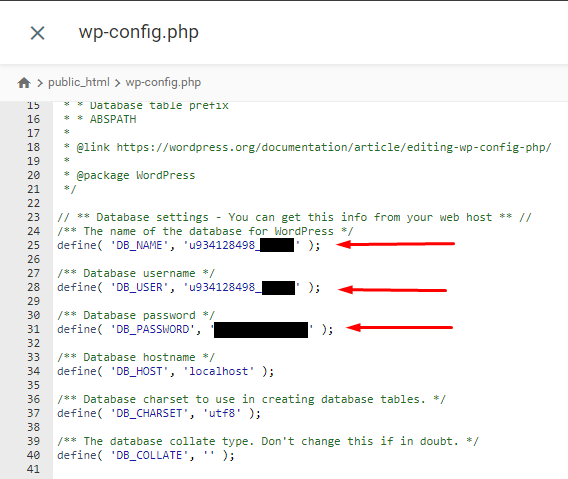 wp-config.php
public_html wp-config.php
15 * * Database table prefix
16 * * ABSPATH
17 *
18 * @link https://wordpress.org/documentation/article/editing-wp-config-php/
19 *
20 * @package WordPress
21 */
22
23 // ** Database settings - You can get this info from your web host ** //
24 /** The name of the database for WordPress */
25 define( 'DB_NAME', 'u934128498_ ' );
26
27 /** Database username */
28 define( 'DB_USER', 'u934128498_ ' );
29
30 /** Database password */
31 define( 'DB_PASSWORD', ' ' );
32
33 /** Database hostname */
34 define( 'DB_HOST', 'localhost' );
35
36 /** Database charset to use in creating database tables. */
37 define( 'DB_CHARSET', 'utf8' );
38
39 /** The database collate type. Don't change this if in doubt. */
40 define( 'DB_COLLATE', '' );
41